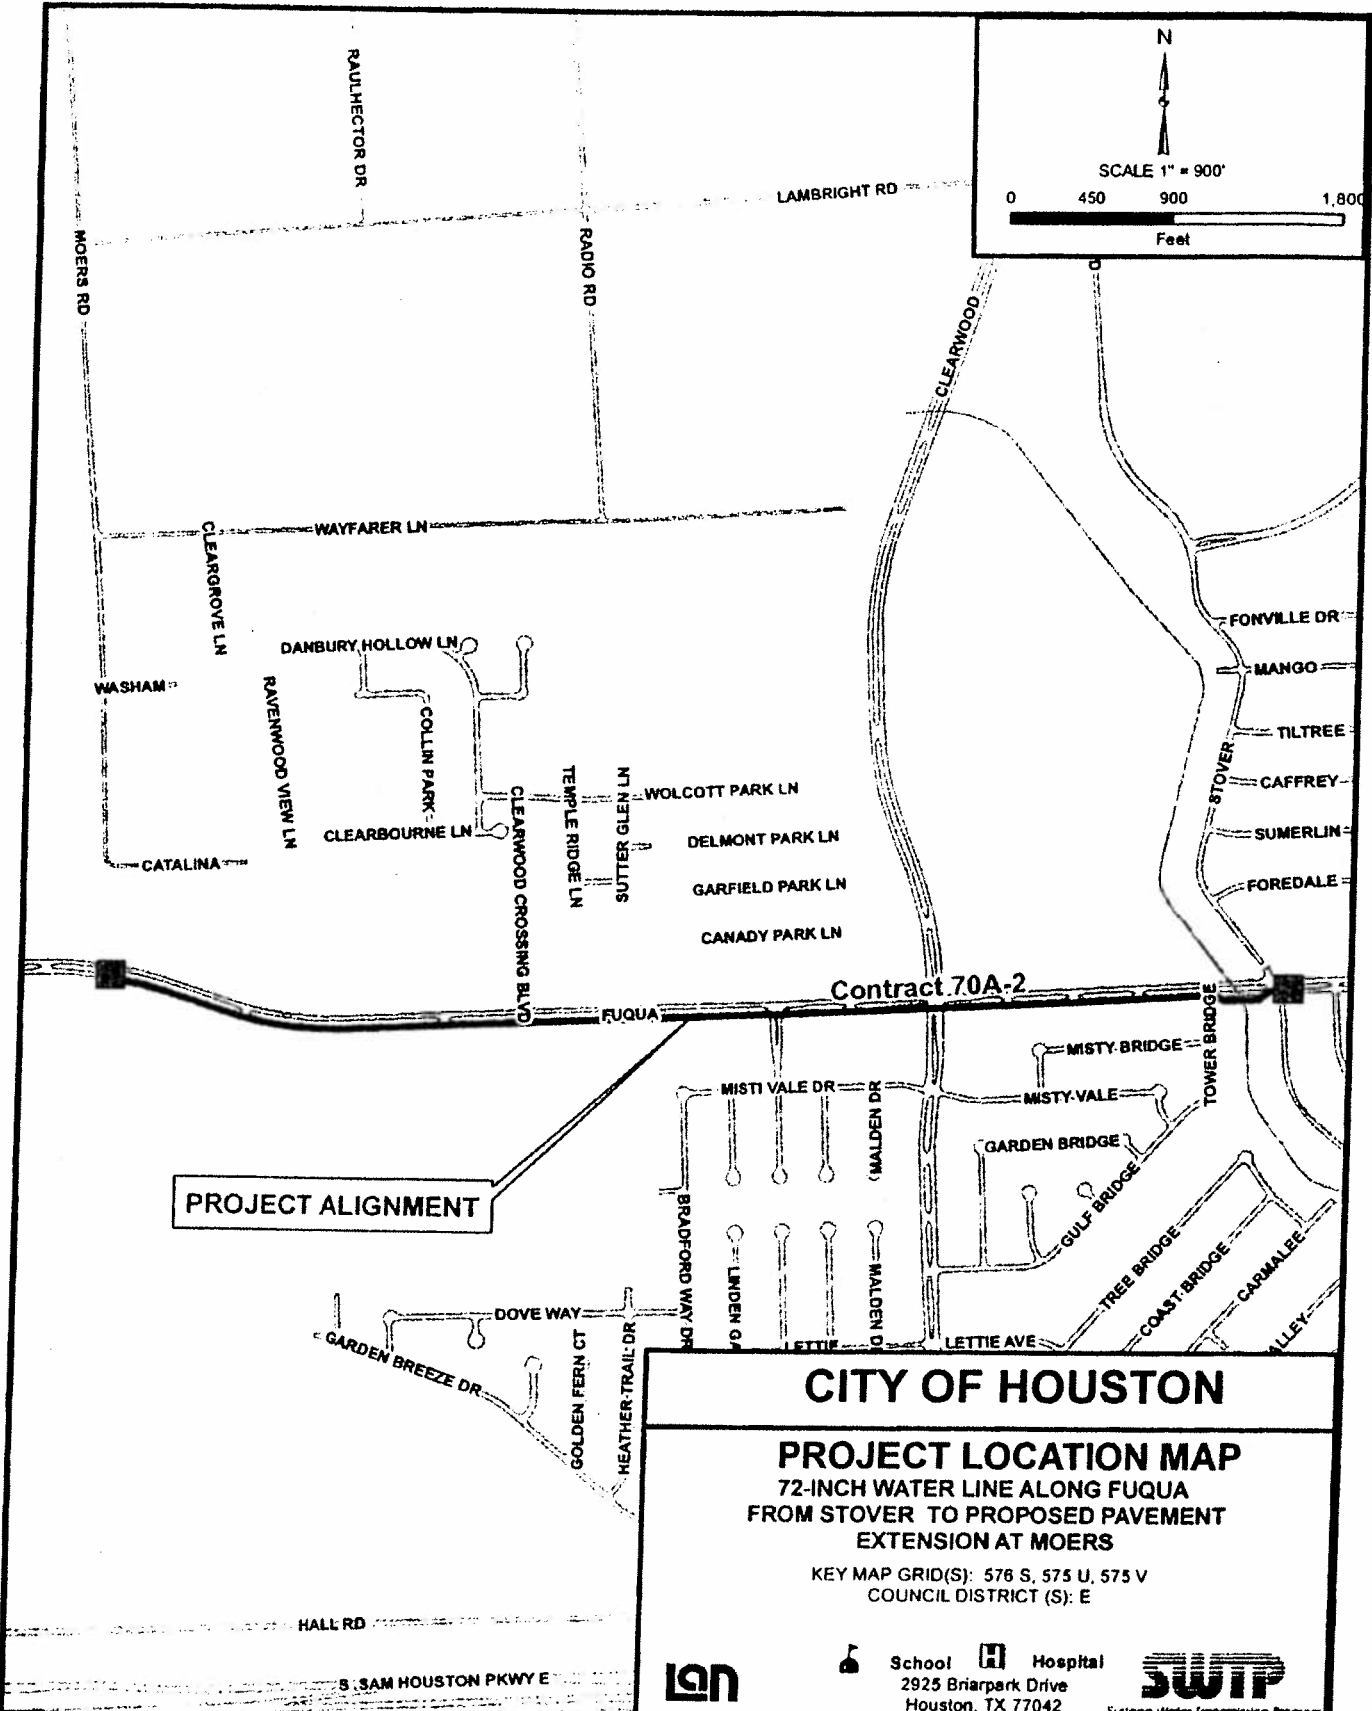 N
SCALE 1" = 900'
0 450 900 1,800
Feet
RAULHECTOR DR
LAMBRIGHT RD
MOERS RD
RADIO RD
CLEARWOOD
WAYFARER LN
CLEARGROVE LN
FONVILLE DR
DANBURY HOLLOW LN
MANGO
WASHAM
RAVENWOOD VIEW LN
COLLIN PARK
TILTREE
STOVER
CAFFREY
TEMPLE RIDGE LN
SUTTER GLEN LN
WOLCOTT PARK LN
CLEARBOURNE LN
CLEARWOOD CROSSING BLVD
DELMONT PARK LN
SUMERLIN
CATALINA
GARFIELD PARK LN
FOREDALE
CANADY PARK LN
Contract 70A-2
FUQUA
TOWER BRIDGE
MISTY BRIDGE
MISTI VALE DR
MALDEN DR
MISTY VALE
GARDEN BRIDGE
PROJECT ALIGNMENT
BRADFORD WAY DR
GULF BRIDGE
TREE BRIDGE
COAST BRIDGE
CARMALEE
LINDEN GA
MALDEN D
DOVE WAY
GARDEN BREEZE DR
GOLDEN FERN CT
HEATHER TRAIL DR
LETTIE
LETTIE AVE
ALLEY
CITY OF HOUSTON
PROJECT LOCATION MAP
72-INCH WATER LINE ALONG FUQUA
FROM STOVER TO PROPOSED PAVEMENT
EXTENSION AT MOERS
KEY MAP GRID(S): 576 S, 575 U, 575 V
COUNCIL DISTRICT (S): E
HALL RD
S SAM HOUSTON PKWY E
lan
School H Hospital
2925 Briarpark Drive
Houston, TX 77042
SWTP